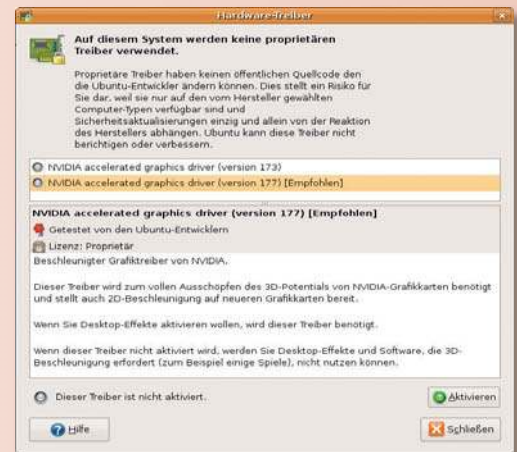 Hardware-Treiber
Auf diesem System werden keine proprietären
Treiber verwendet.
Proprietäre Treiber haben keinen öffentlichen Quellcode den
die Ubuntu-Entwickler ändern können. Dies stellt ein Risiko für
Sie dar, weil sie nur auf den vom Hersteller gewählten
Computer-Typen verfügbar sind und
Sicherheitsaktualisierungen einzig und allein von der Reaktion
des Herstellers abhängen. Ubuntu kann diese Treiber nicht
berichtigen oder verbessern.
NVIDIA accelerated graphics driver (version 173)
NVIDIA accelerated graphics driver (version 177) [Empfohlen]
NVIDIA accelerated graphics driver (version 177) [Empfohlen]
Getestet von den Ubuntu-Entwicklern
Lizenz: Proprietär
Beschleunigter Grafiktreiber von NVIDIA.
Dieser Treiber wird zum vollen Ausschöpfen des 3D-Potentials von NVIDIA-Grafikkarten benötigt
und stellt auch 2D-Beschleunigung auf neueren Grafikkarten bereit.
Wenn Sie Desktop-Effekte aktivieren wollen, wird dieser Treiber benötigt.
Wenn dieser Treiber nicht aktiviert wird, werden Sie Desktop-Effekte und Software, die 3D-
Beschleunigung erfordert (zum Beispiel einige Spiele), nicht nutzen können.
Dieser Treiber ist nicht aktiviert.
Aktivieren
Hilfe
Schließen